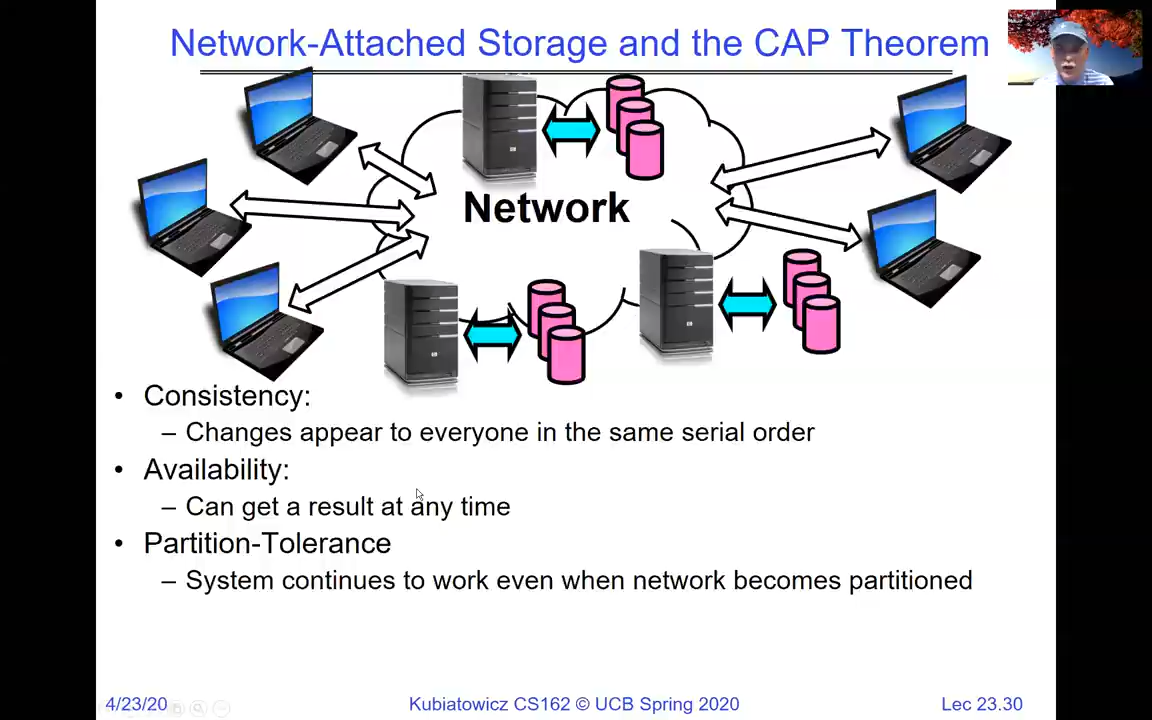 Network-Attached Storage and the CAP Theorem
Network
• Consistency:
– Changes appear to everyone in the same serial order
• Availability:
– Can get a result at any time
• Partition-Tolerance
– System continues to work even when network becomes partitioned
4/23/20
Kubiatowicz CS162 © UCB Spring 2020
Lec 23.30